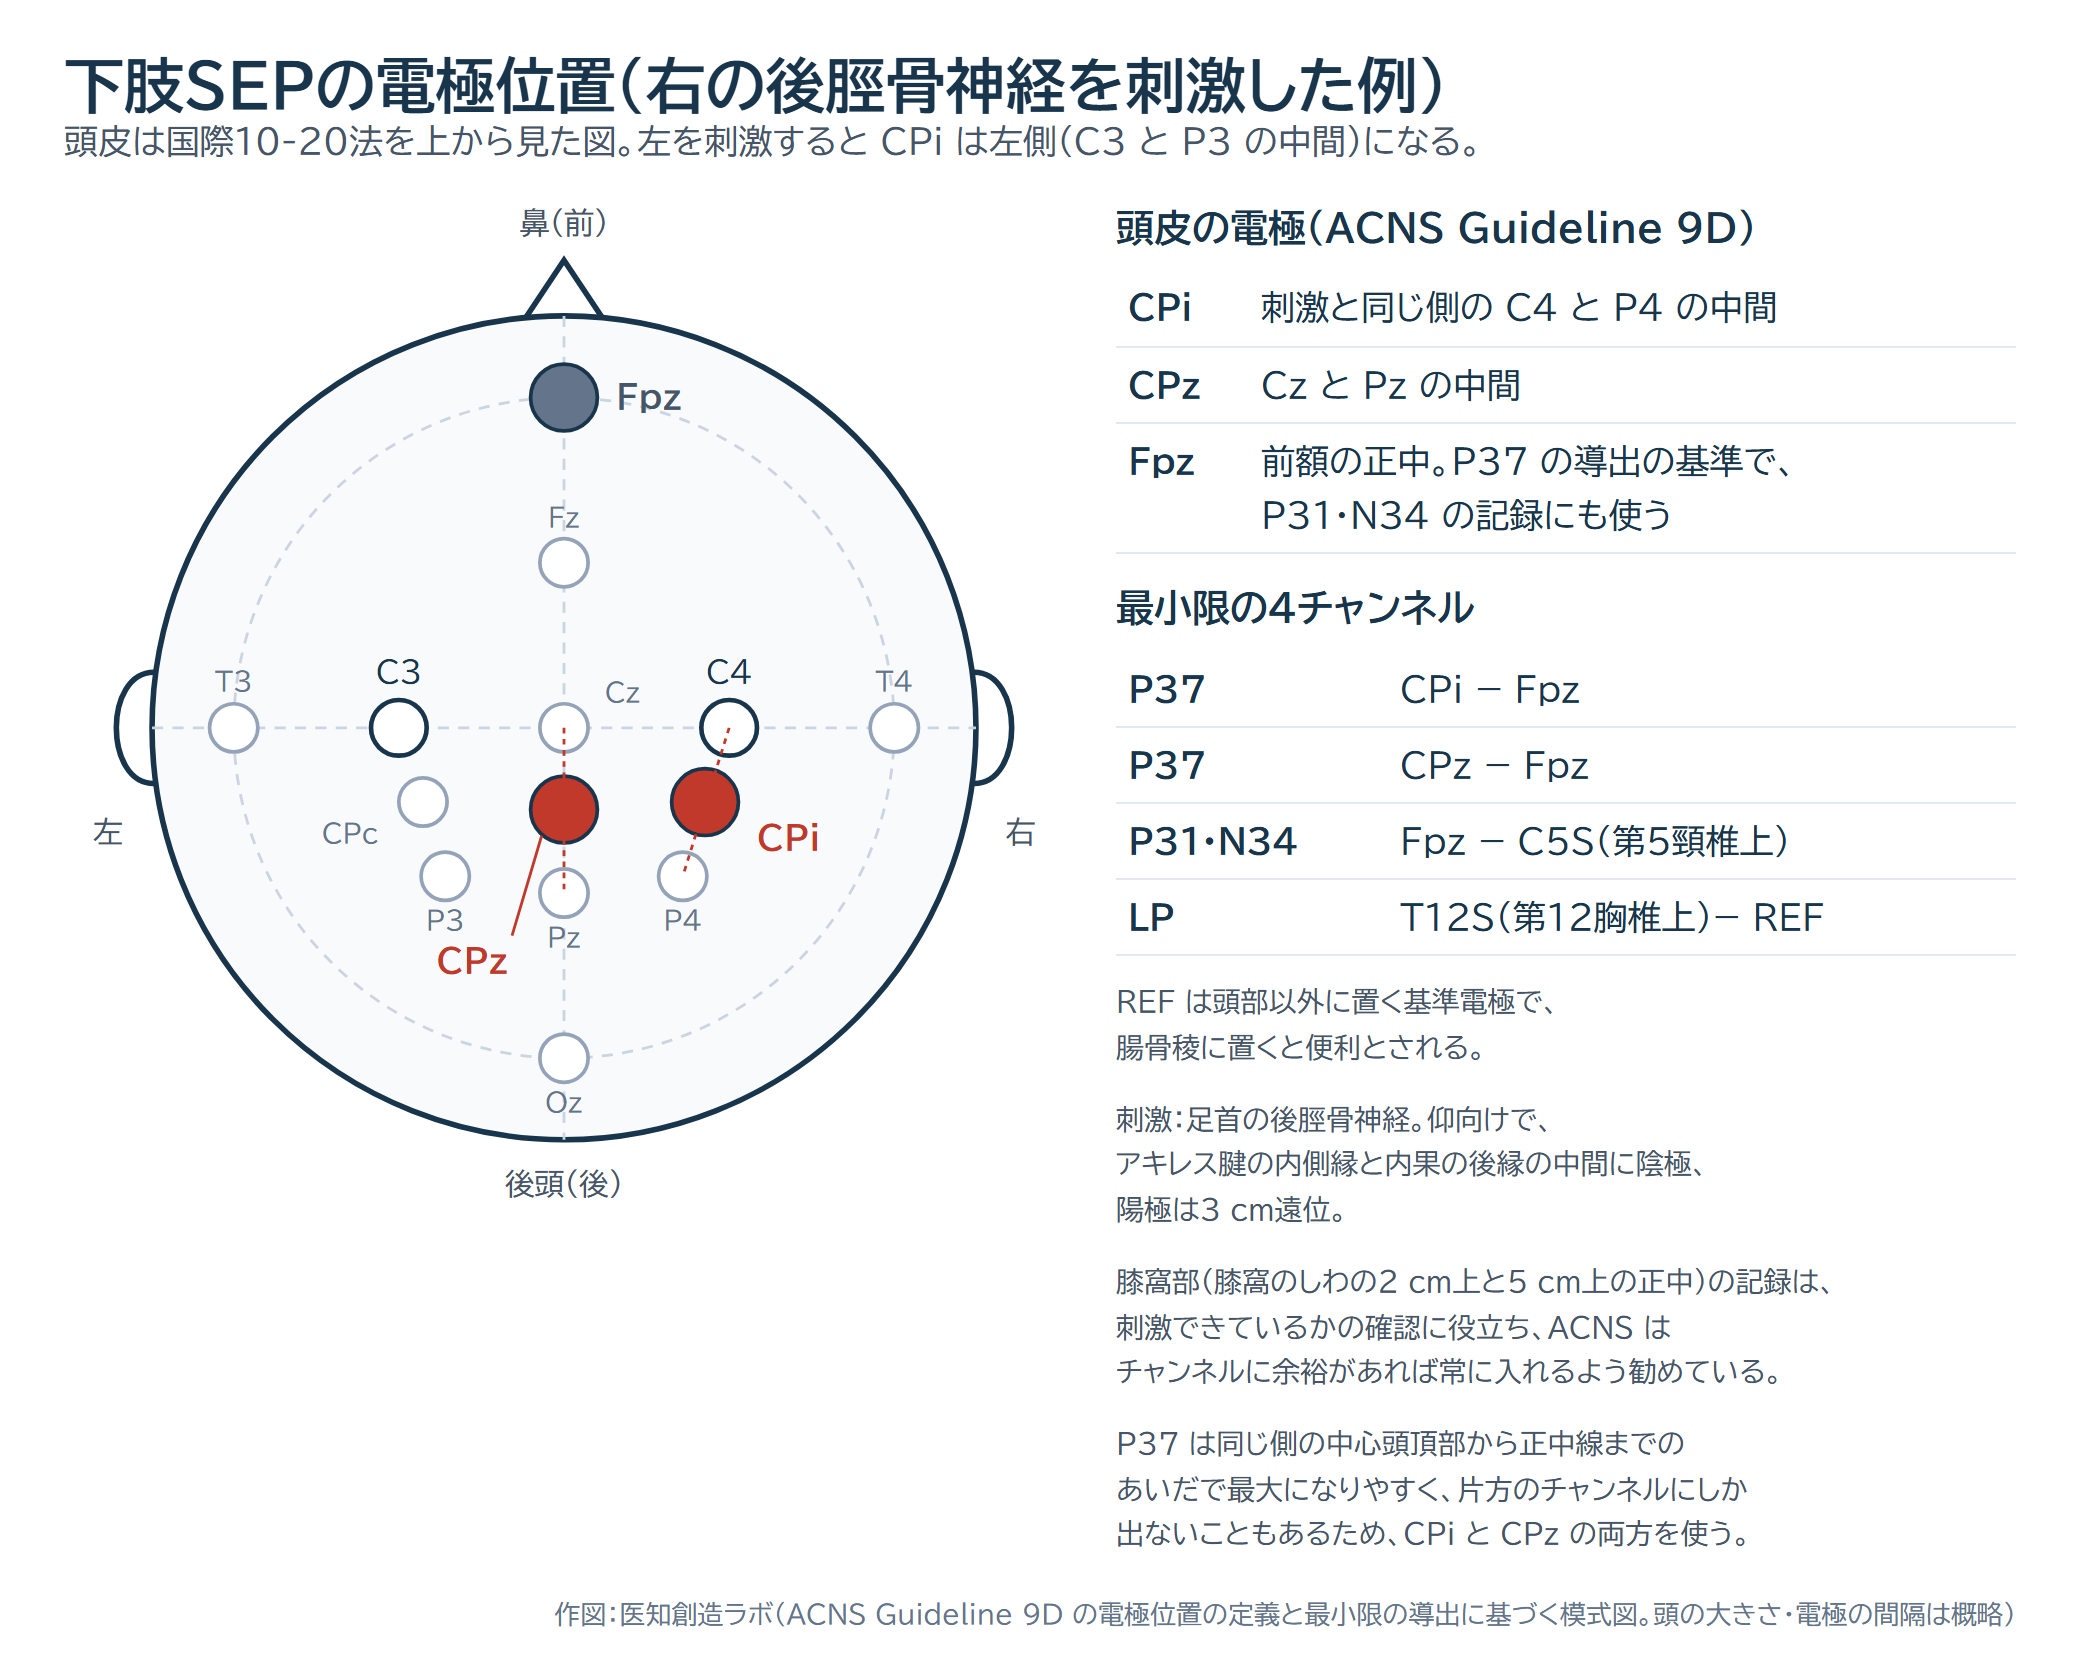 下肢SEPの電極位置（右の後脛骨神経を刺激した例）
頭皮は国際10-20法を上から見た図。左を刺激すると CPi は左側（C3 と P3 の中間）になる。
鼻（前）
Fpz
Fz
T3
C3
Cz
C4
T4
左
CPc
CPi
右
P3
Pz
P4
CPz
Oz
後頭（後）
頭皮の電極（ACNS Guideline 9D）
CPi 刺激と同じ側の C4 と P4 の中間
CPz Cz と Pz の中間
Fpz 前額の正中。P37 の導出の基準で、
P31・N34 の記録にも使う
最小限の4チャンネル
P37 CPi − Fpz
P37 CPz − Fpz
P31・N34 Fpz − C5S（第5頸椎上）
LP T12S（第12胸椎上）− REF
REF は頭部以外に置く基準電極で、
腸骨稜に置くと便利とされる。
刺激：足首の後脛骨神経。仰向けで、
アキレス腱の内側縁と内果の後縁の中間に陰極、
陽極は3 cm遠位。
膝窩部（膝窩のしわの2 cm上と5 cm上の正中）の記録は、
刺激できているかの確認に役立ち、ACNS は
チャンネルに余裕があれば常に入れるよう勧めている。
P37 は同じ側の中心頭頂部から正中線までの
あいだで最大になりやすく、片方のチャンネルにしか
出ないこともあるため、CPi と CPz の両方を使う。
作図：医知創造ラボ（ACNS Guideline 9D の電極位置の定義と最小限の導出に基づく模式図。頭の大きさ・電極の間隔は概略）